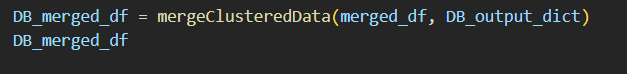 DB_merged_df = mergeClusteredData(merged_df, DB_output_dict)
DB_merged_df